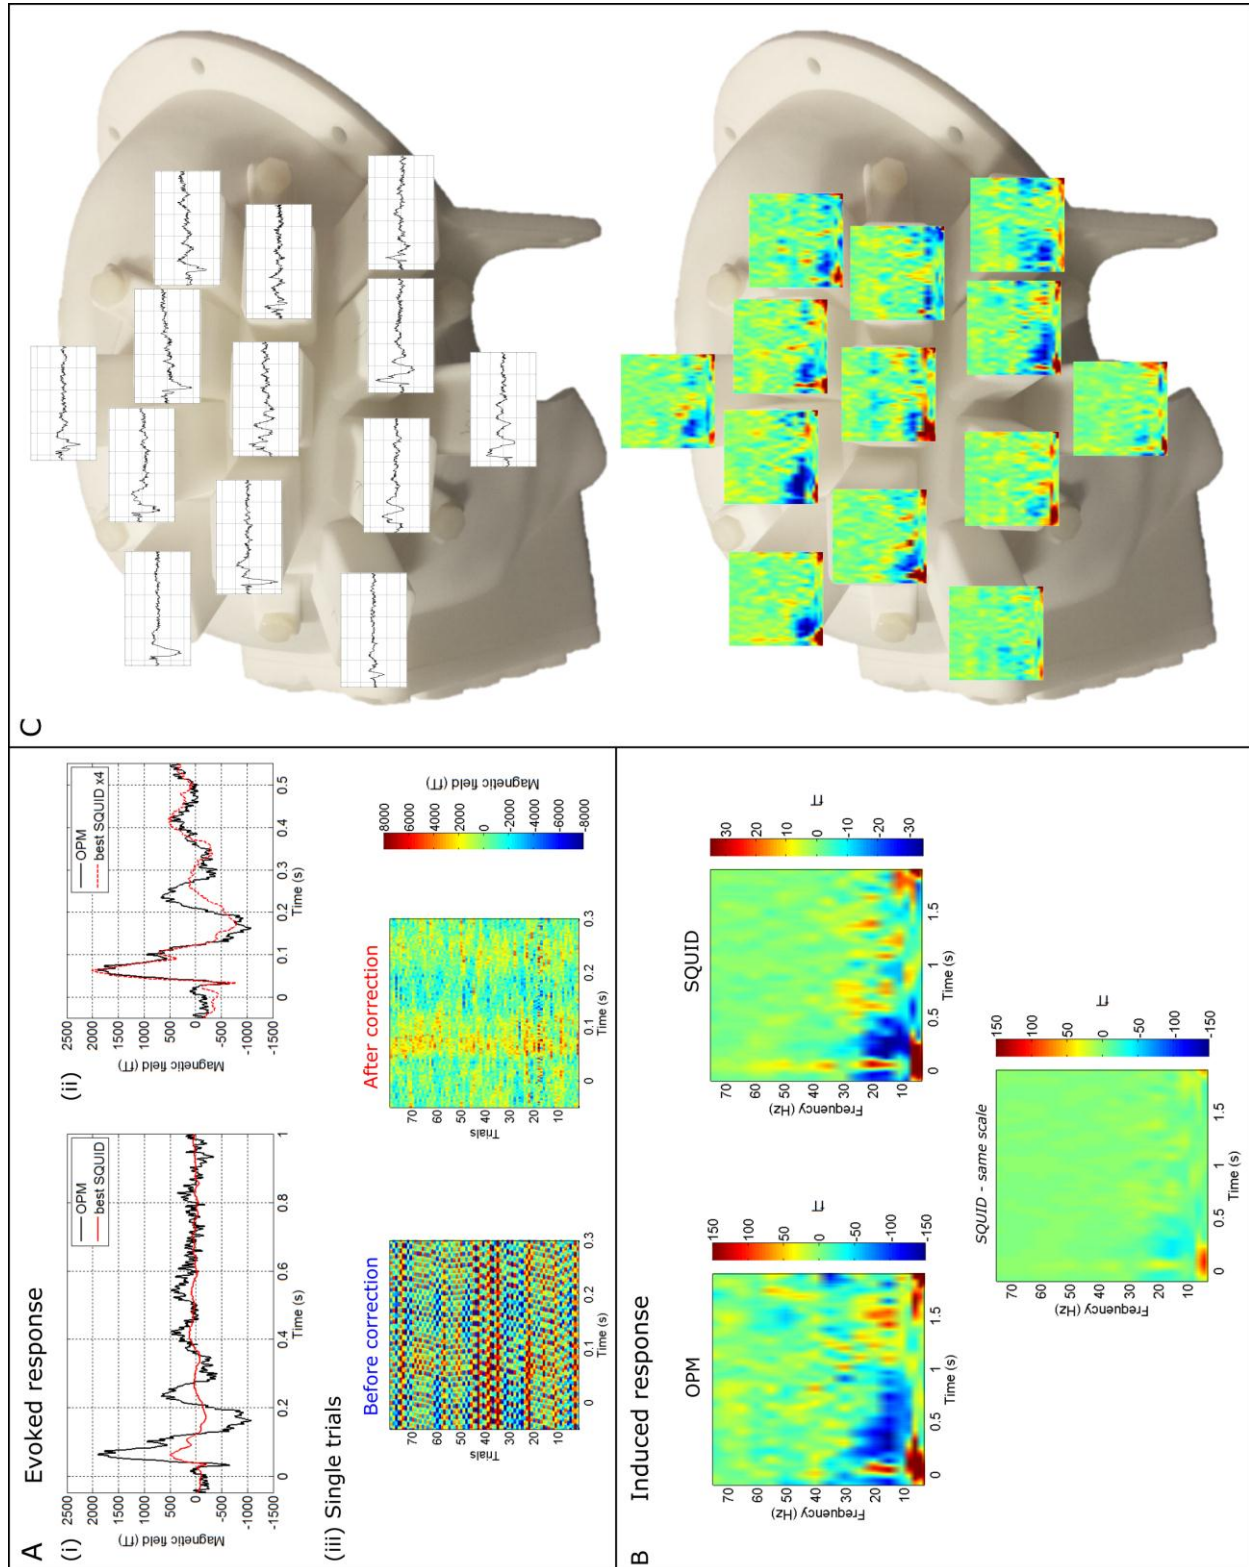 A Evoked response
(i)
2500
2000
1500
1000
500
0
-500
-1000
-1500
Magnetic field (fT)
OPM
best SQUID
0 0.2 0.4 0.6 0.8 1
Time (s)
(ii)
2500
2000
1500
1000
500
0
-500
-1000
-1500
Magnetic field (fT)
OPM
best SQUID x4
0 0.1 0.2 0.3 0.4 0.5
Time (s)
(iii) Single trials
Before correction
70
60
50
40
30
20
10
Trials
0 0.1 0.2 0.3
Time (s)
After correction
70
60
50
40
30
20
10
Trials
0 0.1 0.2 0.3
Time (s)
8000
6000
4000
2000
0
-2000
-4000
-6000
-8000
Magnetic field (fT)
B Induced response
OPM
70
60
50
40
30
20
10
Frequency (Hz)
0 0.5 1 1.5
Time (s)
150
100
50
0
-50
-100
-150
fT
SQUID
70
60
50
40
30
20
10
Frequency (Hz)
0 0.5 1 1.5
Time (s)
30
20
10
0
-10
-20
-30
fT
SQUID - same scale
70
60
50
40
30
20
10
Frequency (Hz)
0 0.5 1 1.5
Time (s)
150
100
50
0
-50
-100
-150
fT
C